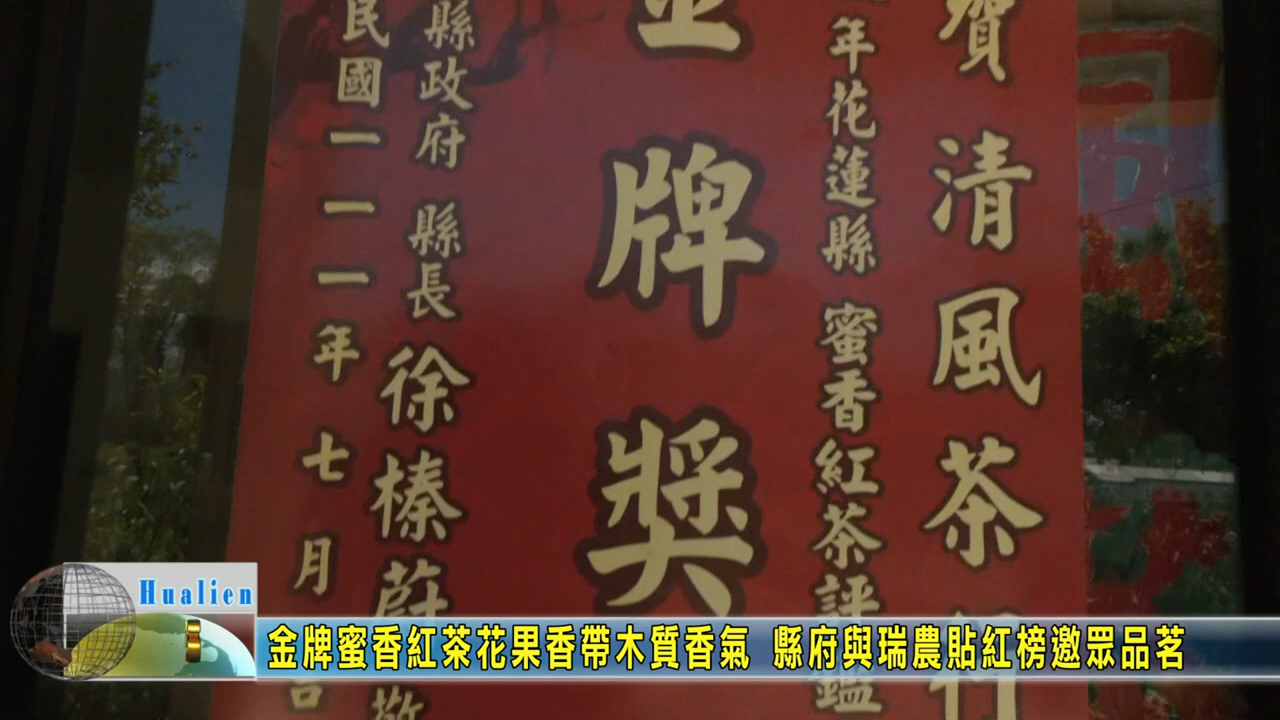 賀清風茶行
年花蓮縣 蜜香紅茶評鑑
金牌獎
縣政府 縣長 徐榛蔚 敬
民國一一一年七月
Hualien
金牌蜜香紅茶花果香帶木質香氣 縣府與瑞農貼紅榜邀眾品茗